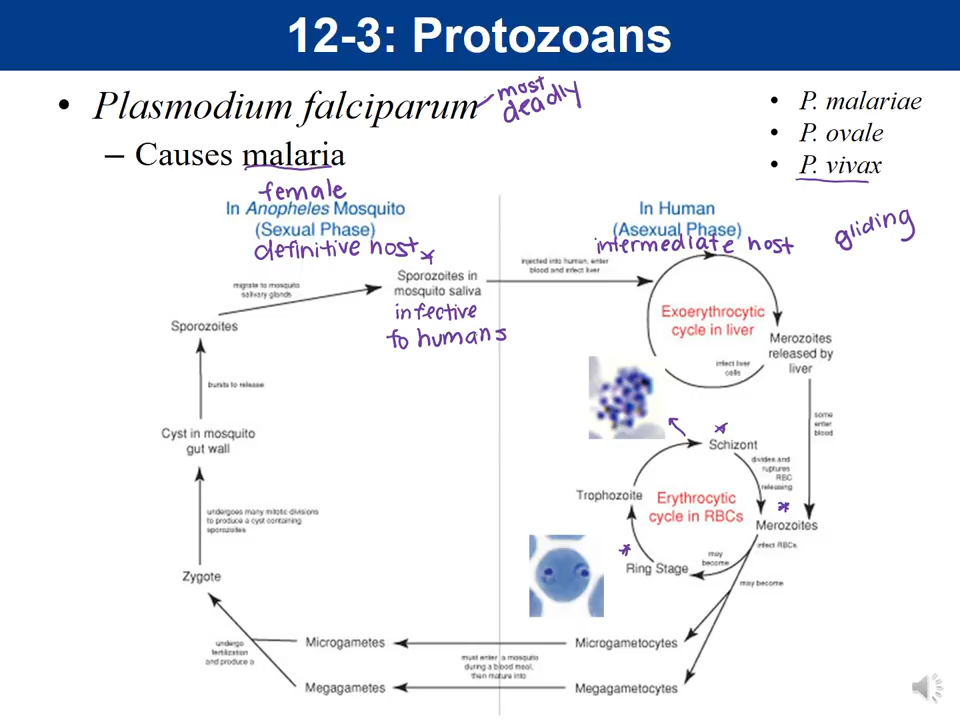 12-3: Protozoans
• Plasmodium falciparum
most
deadly
– Causes malaria
• P. malariae
• P. ovale
• P. vivax
female
In Anopheles Mosquito
(Sexual Phase)
definitive host
In Human
(Asexual Phase)
intermediate host
gliding
migrate to mosquito
salivary glands
Sporozoites in
mosquito saliva
infective
to humans
injected into human, enter
blood and infect liver
Sporozoites
Exoerythrocytic
cycle in liver
Merozoites
released by
liver
infect liver
cells
bursts to release
some
enter
blood
Cyst in mosquito
gut wall
Schizont
divides and
ruptures
RBC
releasing
Trophozoite
Erythrocytic
cycle in RBCs
Merozoites
infect RBCs
undergoes many mitotic divisions
to produce a cyst containing
sporozoites
may
become
Ring Stage
may become
Zygote
undergo
fertilization
and produce a
Microgametes
Microgametocytes
must enter a mosquito
during a blood meal,
then mature into
Megagametes
Megagametocytes